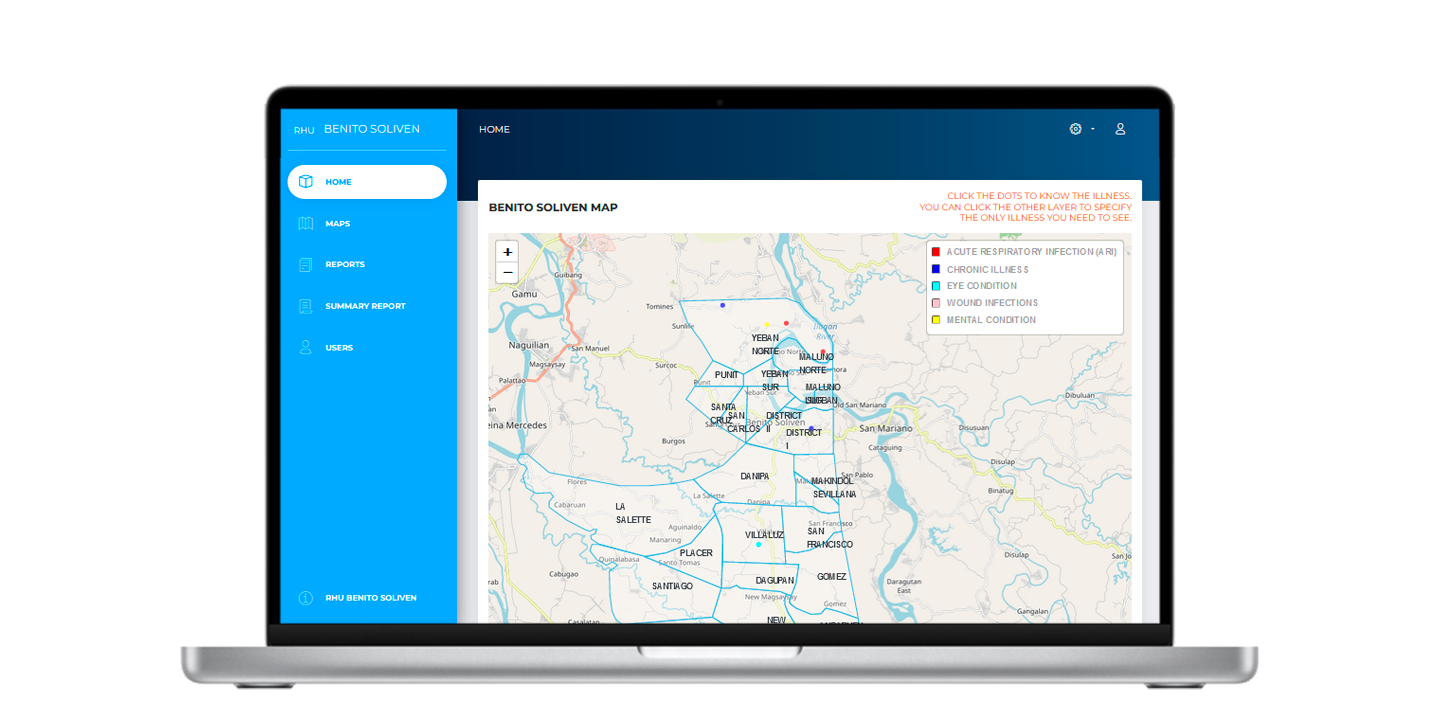 RHU BENITO SOLIVEN
HOME
MAPS
REPORTS
SUMMARY REPORT
USERS
RHU BENITO SOLIVEN
HOME
CLICK THE DOTS TO KNOW THE ILLNESS.
YOU CAN CLICK THE OTHER LAYER TO SPECIFY
THE ONLY ILLNESS YOU NEED TO SEE.
BENITO SOLIVEN MAP
+
−
ACUTE RESPIRATORY INFECTION (ARI)
CHRONIC ILLNESS
EYE CONDITION
WOUND INFECTIONS
MENTAL CONDITION
Guibang
Gamu
Tomines
Sunlife
Ilagan
River
Naguilian
San Manuel
Magsaysay
Surcoc
Palattao
Punit
YEBAN
NORTE
MALUNO
NORTE
PUNIT
YEBAN
SUR
Yeban Sur
MALUNO
Dibuluan
SANTA
CRUZ
SAN
CARLOS
DISTRICT
II
Old San Mariano
Benito Soliven
DISTRICT
I
San Mariano
Disusuan
eina Mercedes
Burgos
Cataguing
Disulap
DANIPA
San Pablo
MAKINDOL
SEVILLANA
Binatug
Flores
La Salette
Danipa
Cabaruan
LA
SALETTE
Aguinaldo
Manaring
VILLALUZ
San Francisco
SAN
FRANCISCO
PLACER
Quinalabasa
Santo Tomas
Disulap
San Jo
Cabugao
SANTIAGO
DAGUPAN
GOMEZ
Daragutan
East
rab
New Magsaysay
Gomez
Gangalan
Casalatan
NEW